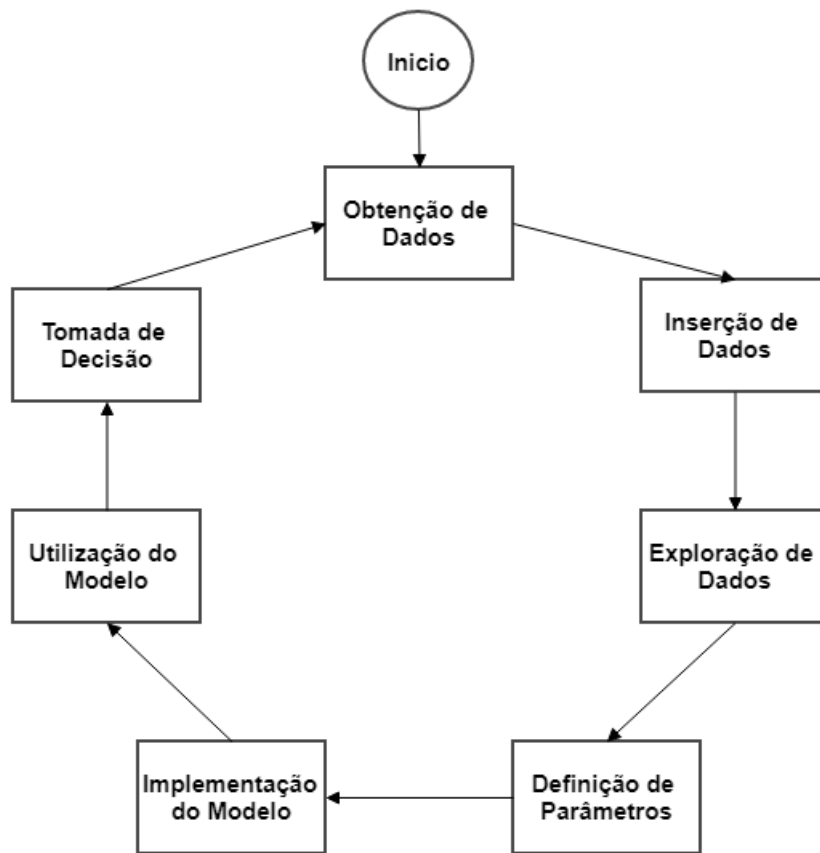 Inicio
Obtenção de
Dados
Inserção de
Dados
Exploração de
Dados
Definição de
Parâmetros
Implementação
do Modelo
Utilização do
Modelo
Tomada de
Decisão